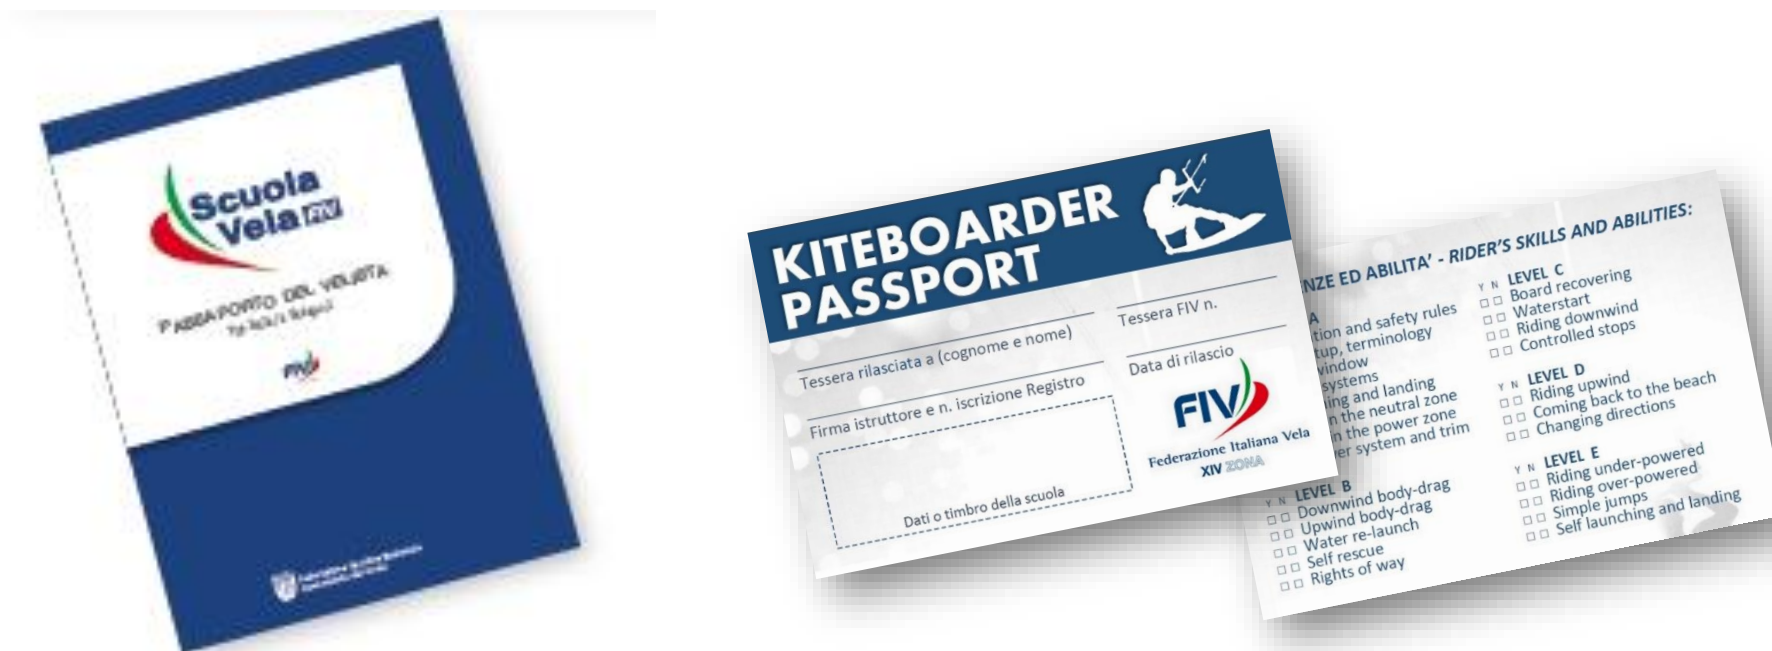 Scuola
Vela FIV
PASSAPORTO DEL VELISTA
FIV
KITEBOARDER
PASSPORT
Tessera rilasciata a (cognome e nome)
Tessera FIV n.
Firma istruttore e n. iscrizione Registro
Data di rilascio
Dati o timbro della scuola
FIV
Federazione Italiana Vela
XIV ZONA
NZE ED ABILITA' - RIDER'S SKILLS AND ABILITIES:
A
tion and safety rules
tup, terminology
window
systems
ing and landing
n the neutral zone
n the power zone
er system and trim
Y N LEVEL B
Downwind body-drag
Upwind body-drag
Water re-launch
Self rescue
Rights of way
Y N LEVEL C
Board recovering
Waterstart
Riding downwind
Controlled stops
Y N LEVEL D
Riding upwind
Coming back to the beach
Changing directions
Y N LEVEL E
Riding under-powered
Riding over-powered
Simple jumps
Self launching and landing